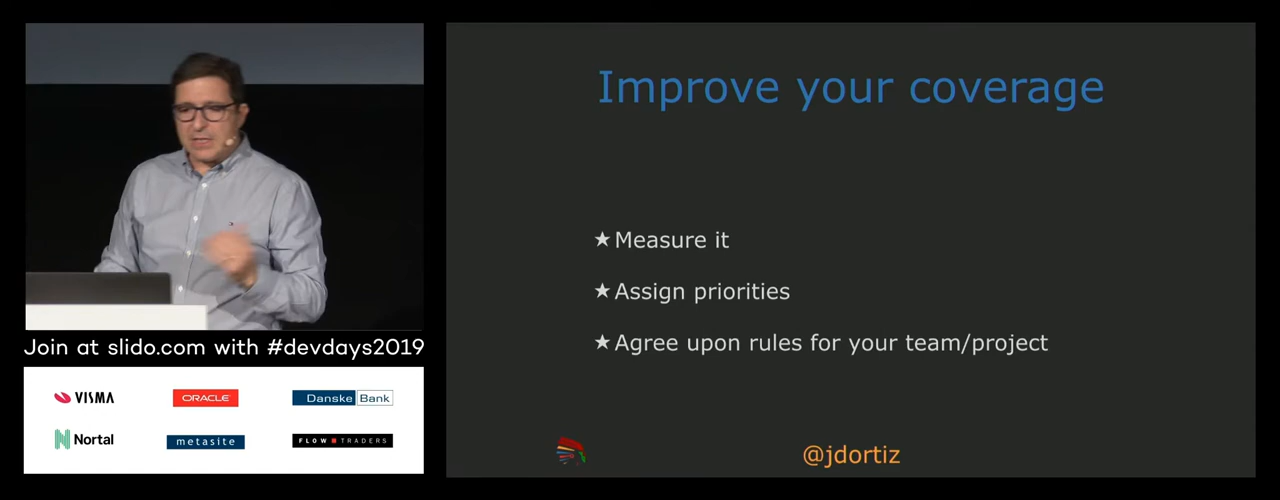 Improve your coverage
★Measure it
★Assign priorities
★Agree upon rules for your team/project
@jdortiz
Join at slido.com with #devdays2019
VISMA
ORACLE
Danske Bank
Nortal
metasite
FLOW TRADERS